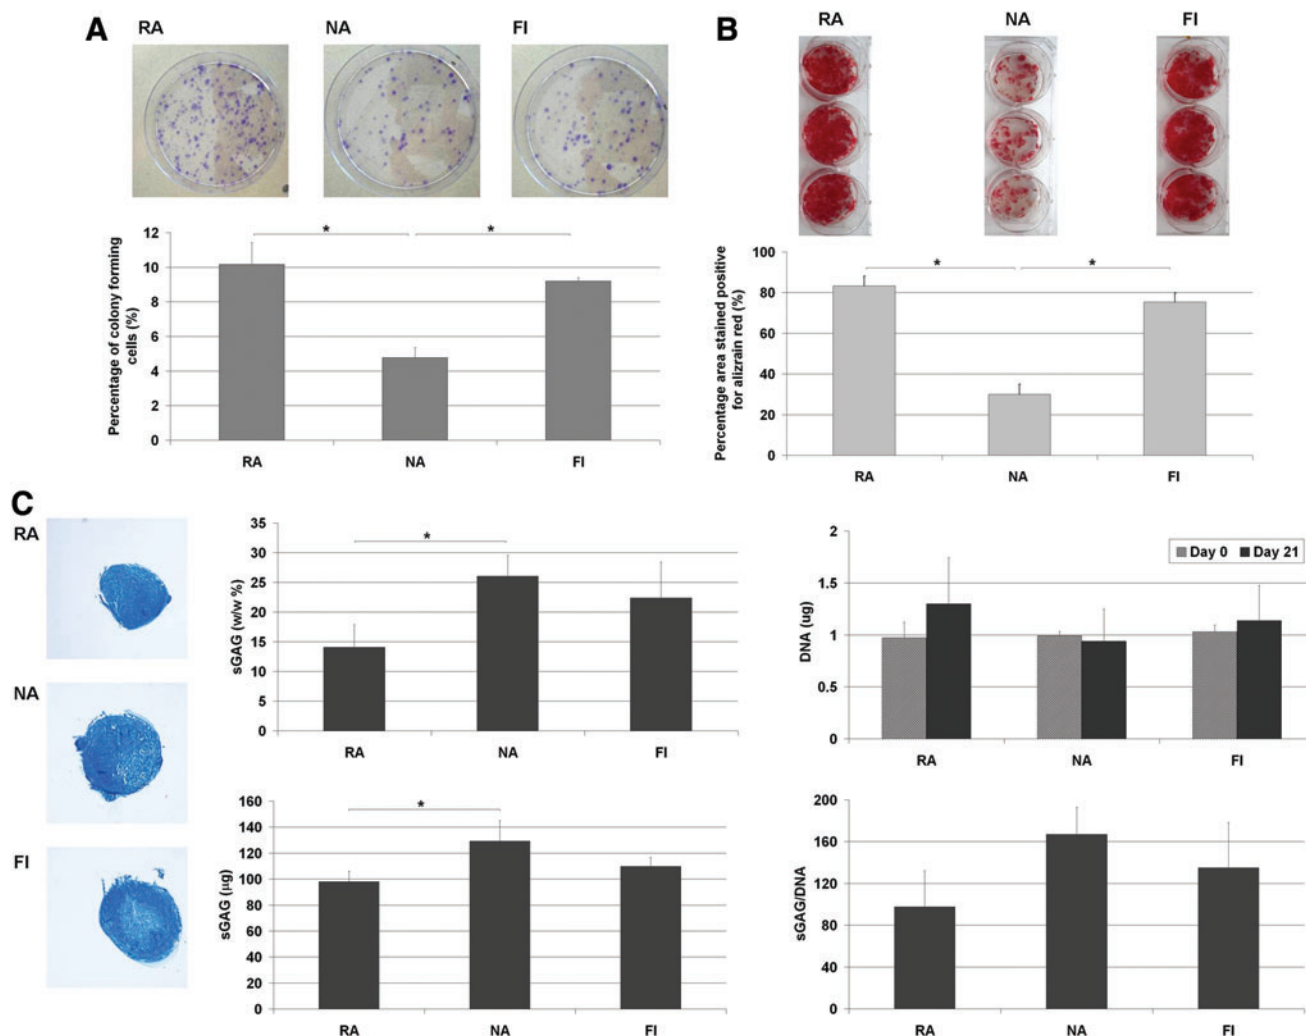 A
RA NA FI
Percentage of colony forming
cells (%)
12
10
8
6
4
2
0
* *
RA NA FI
B
RA NA FI
Percentage area stained positive
for alizrain red (%)
100
80
60
40
20
0
* *
RA NA FI
C
RA
NA
FI
sGAG (w/w %)
35
30
25
20
15
10
5
0
*
RA NA FI
DNA (ug)
2
1.5
1
0.5
0
Day 0 Day 21
RA NA FI
sGAG (µg)
160
140
120
100
80
60
40
20
0
*
RA NA FI
sGAG/DNA
200
160
120
80
40
0
RA NA FI